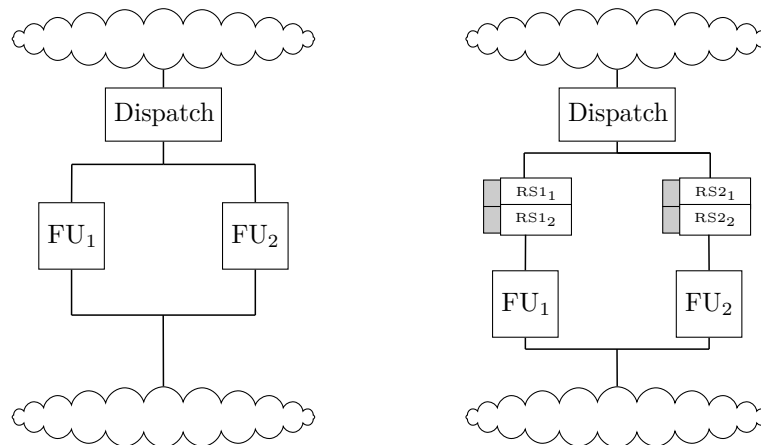 Dispatch
FU₁ FU₂
Dispatch
RS1₁ RS2₁
RS1₂ RS2₂
FU₁ FU₂